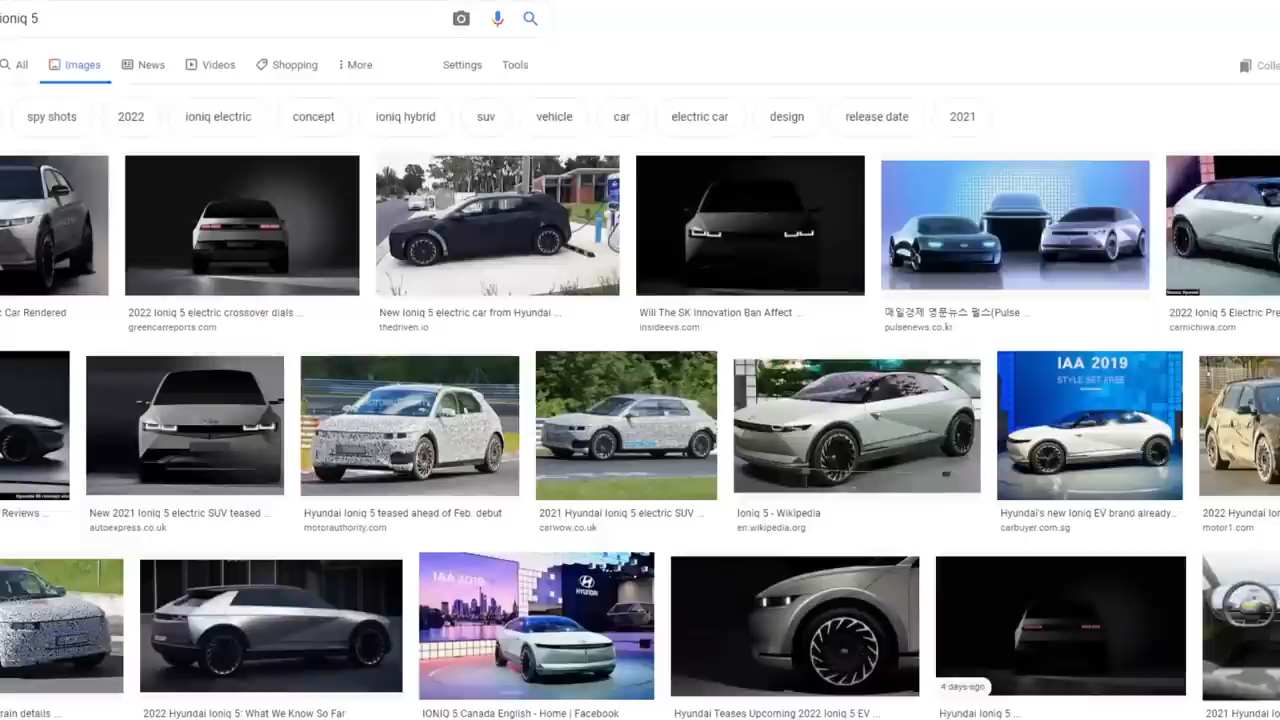 ioniq 5
All
Images
News
Videos
Shopping
More
Settings
Tools
spy shots
2022
ioniq electric
concept
ioniq hybrid
suv
vehicle
car
electric car
design
release date
2021
Car Rendered
2022 Ioniq 5 electric crossover dials ...
greencarreports.com
New Ioniq 5 electric car from Hyundai ...
thedriven.io
Will The SK Innovation Ban Affect ...
insideevs.com
매일경제 영문뉴스 펄스(Pulse ...
pulsenews.co.kr
2022 Ioniq 5 Electric Pre
carnichiwa.com
IAA 2019
STYLE SET FREE
Reviews ...
New 2021 Ioniq 5 electric SUV teased ...
autoexpress.co.uk
Hyundai Ioniq 5 teased ahead of Feb. debut
motorauthority.com
2021 Hyundai Ioniq 5 electric SUV ...
carwow.co.uk
Ioniq 5 - Wikipedia
en.wikipedia.org
Hyundai's new Ioniq EV brand already...
carbuyer.com.sg
2022 Hyundai Ion
motor1.com
IAA 2019
HYUNDAI
4 days ago
rain details ...
2022 Hyundai Ioniq 5: What We Know So Far
IONIQ 5 Canada English - Home | Facebook
Hyundai Teases Upcoming 2022 Ioniq 5 EV ...
Hyundai Ioniq 5 ...
2021 Hyundai Io